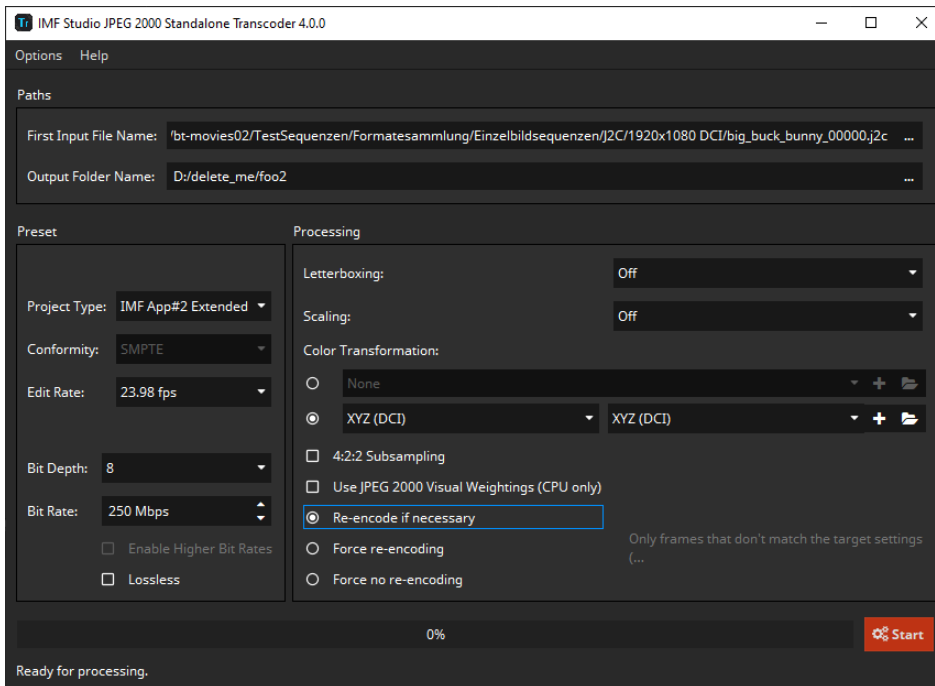 Tr IMF Studio JPEG 2000 Standalone Transcoder 4.0.0
Options Help
Paths
First Input File Name: 'bt-movies02/TestSequenzen/Formatesammlung/Einzelbildsequenzen/J2C/1920x1080 DCI/big_buck_bunny_00000.j2c ...
Output Folder Name: D:/delete_me/foo2 ...
Preset
Project Type: IMF App#2 Extended
Conformity: SMPTE
Edit Rate: 23.98 fps
Bit Depth: 8
Bit Rate: 250 Mbps
Enable Higher Bit Rates
Lossless
Processing
Letterboxing: Off
Scaling: Off
Color Transformation:
None
XYZ (DCI) XYZ (DCI)
4:2:2 Subsampling
Use JPEG 2000 Visual Weightings (CPU only)
Re-encode if necessary
Force re-encoding
Force no re-encoding
Only frames that don't match the target settings
(...
0%
Start
Ready for processing.